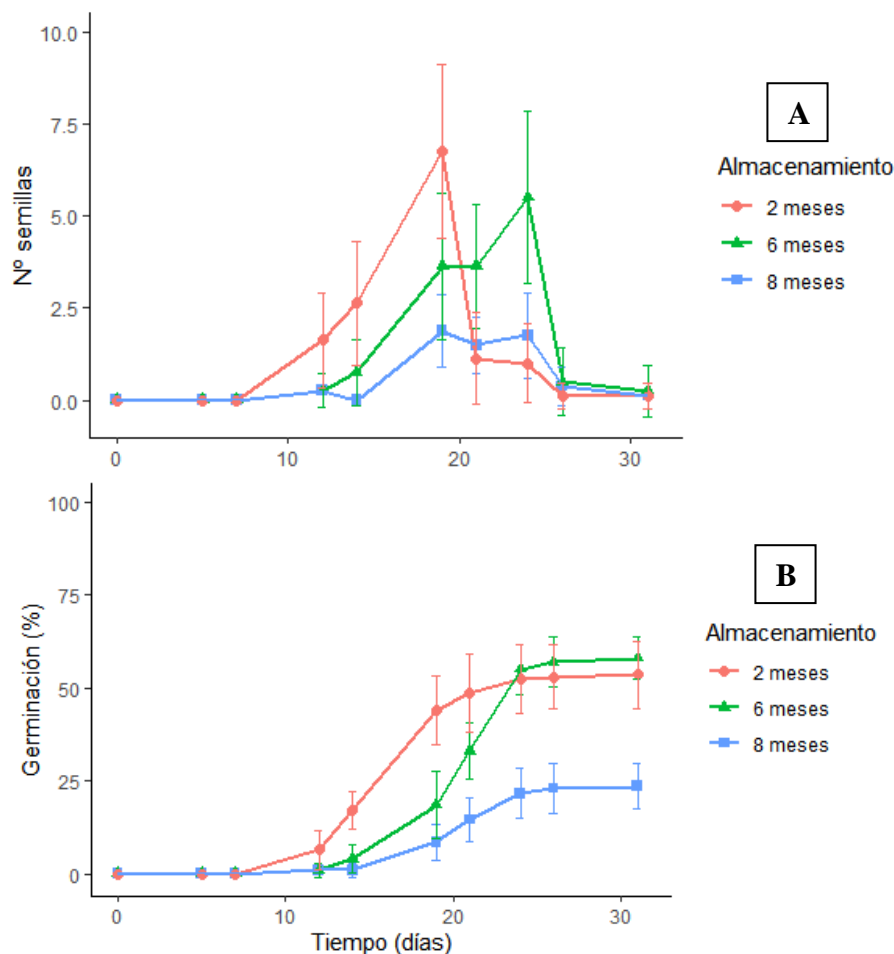 10.0
7.5
5.0
2.5
0.0
Nº semillas
0
10
20
30
A
Almacenamiento
2 meses
6 meses
8 meses
100
75
50
25
0
Germinación (%)
0
10
20
30
Tiempo (días)
B
Almacenamiento
2 meses
6 meses
8 meses